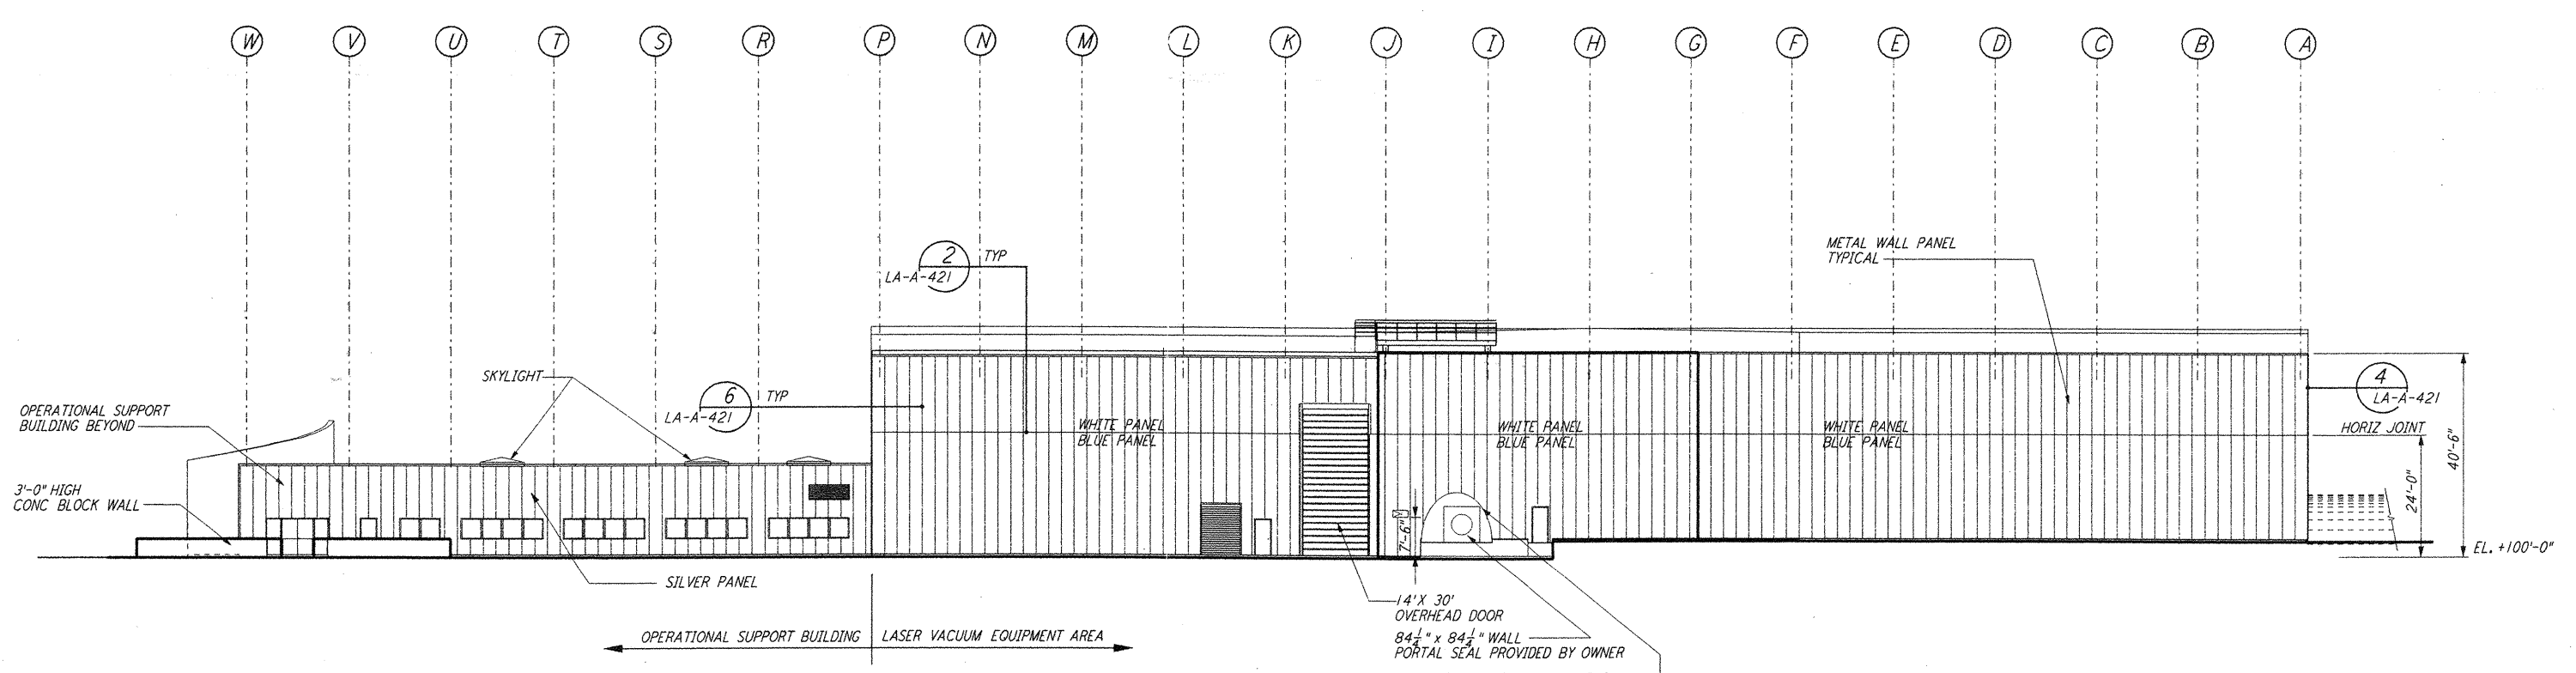 W V U T S R P N M L K J I H G F E D C B A
2 TYP
LA-A-421
METAL WALL PANEL
TYPICAL
SKYLIGHT
6 TYP
LA-A-421
4
LA-A-421
OPERATIONAL SUPPORT
BUILDING BEYOND
WHITE PANEL
BLUE PANEL
WHITE PANEL
BLUE PANEL
WHITE PANEL
BLUE PANEL
HORIZ JOINT
40'-6"
24'-0"
3'-0" HIGH
CONC BLOCK WALL
7'-6"
EL. +100'-0"
SILVER PANEL
14' X 30'
OVERHEAD DOOR
84 1/4" x 84 1/4" WALL
PORTAL SEAL PROVIDED BY OWNER
OPERATIONAL SUPPORT BUILDING
LASER VACUUM EQUIPMENT AREA